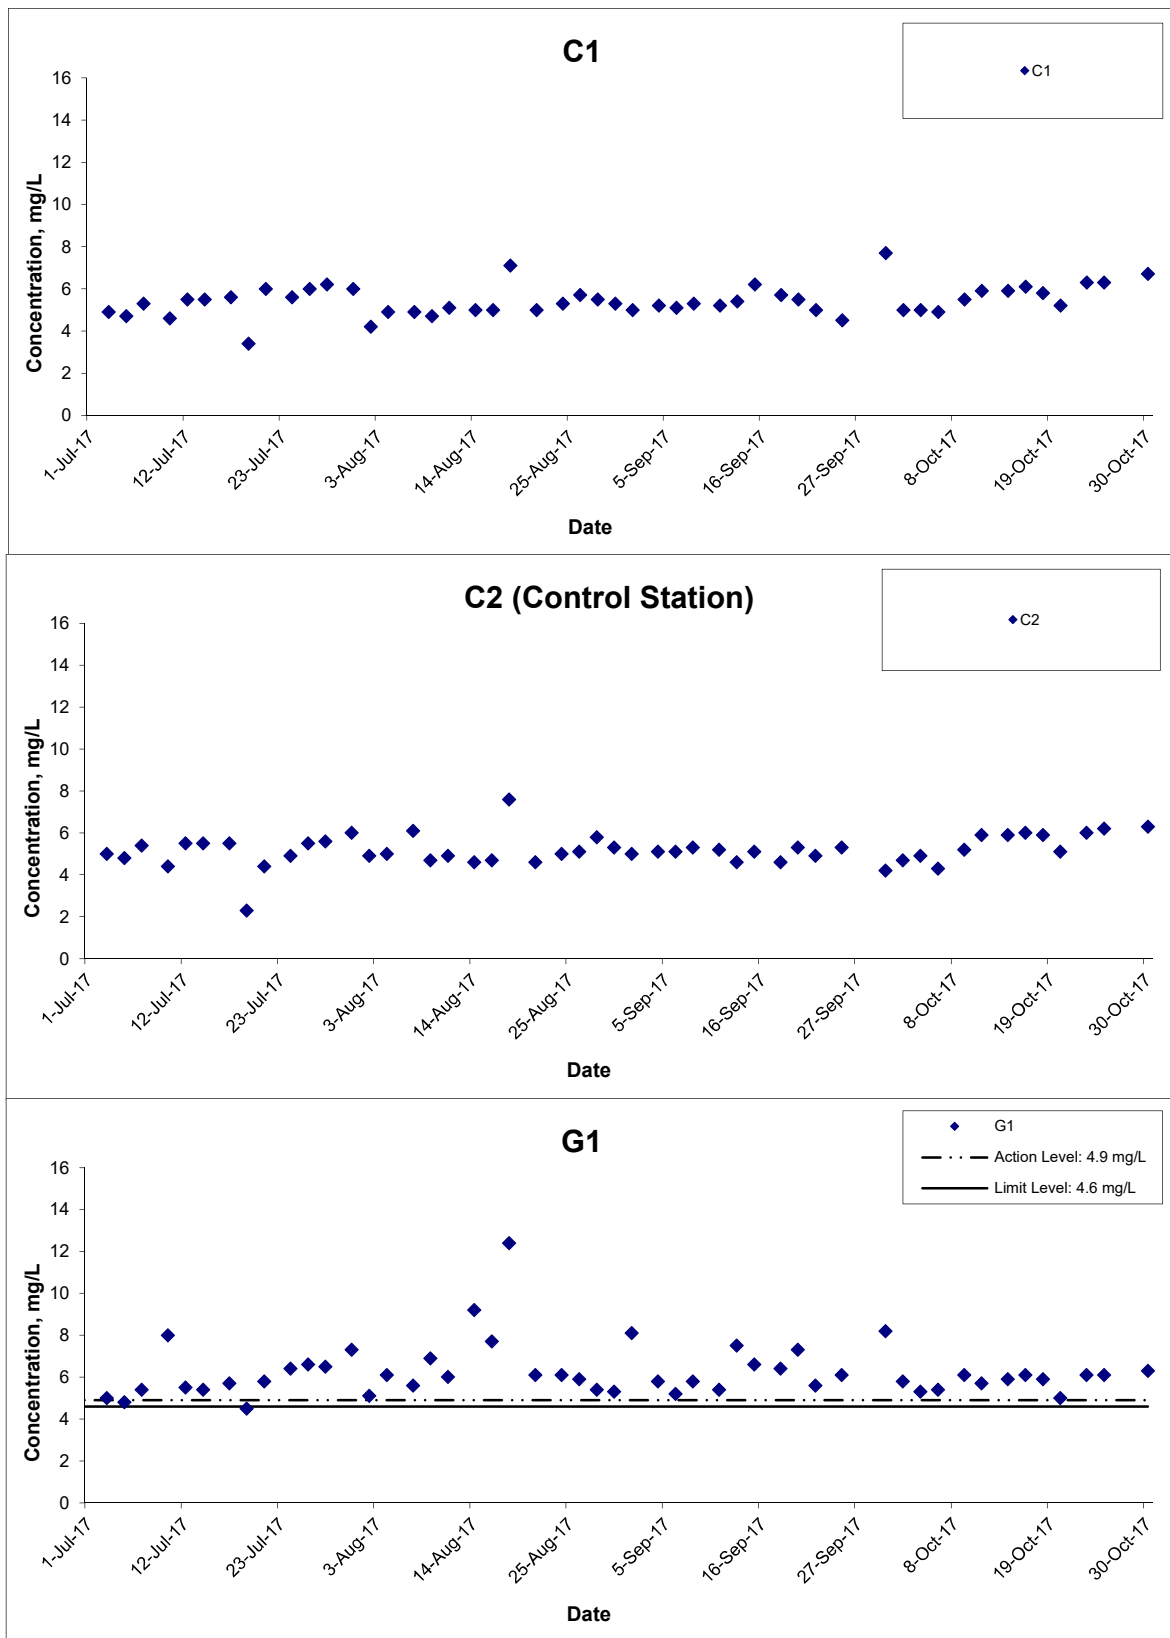 C1
C1
16
14
12
10
8
6
4
2
0
Concentration, mg/L
1-Jul-17
12-Jul-17
23-Jul-17
3-Aug-17
14-Aug-17
25-Aug-17
5-Sep-17
16-Sep-17
27-Sep-17
8-Oct-17
19-Oct-17
30-Oct-17
Date
C2 (Control Station)
C2
16
14
12
10
8
6
4
2
0
Concentration, mg/L
1-Jul-17
12-Jul-17
23-Jul-17
3-Aug-17
14-Aug-17
25-Aug-17
5-Sep-17
16-Sep-17
27-Sep-17
8-Oct-17
19-Oct-17
30-Oct-17
Date
G1
G1
Action Level: 4.9 mg/L
Limit Level: 4.6 mg/L
16
14
12
10
8
6
4
2
0
Concentration, mg/L
1-Jul-17
12-Jul-17
23-Jul-17
3-Aug-17
14-Aug-17
25-Aug-17
5-Sep-17
16-Sep-17
27-Sep-17
8-Oct-17
19-Oct-17
30-Oct-17
Date